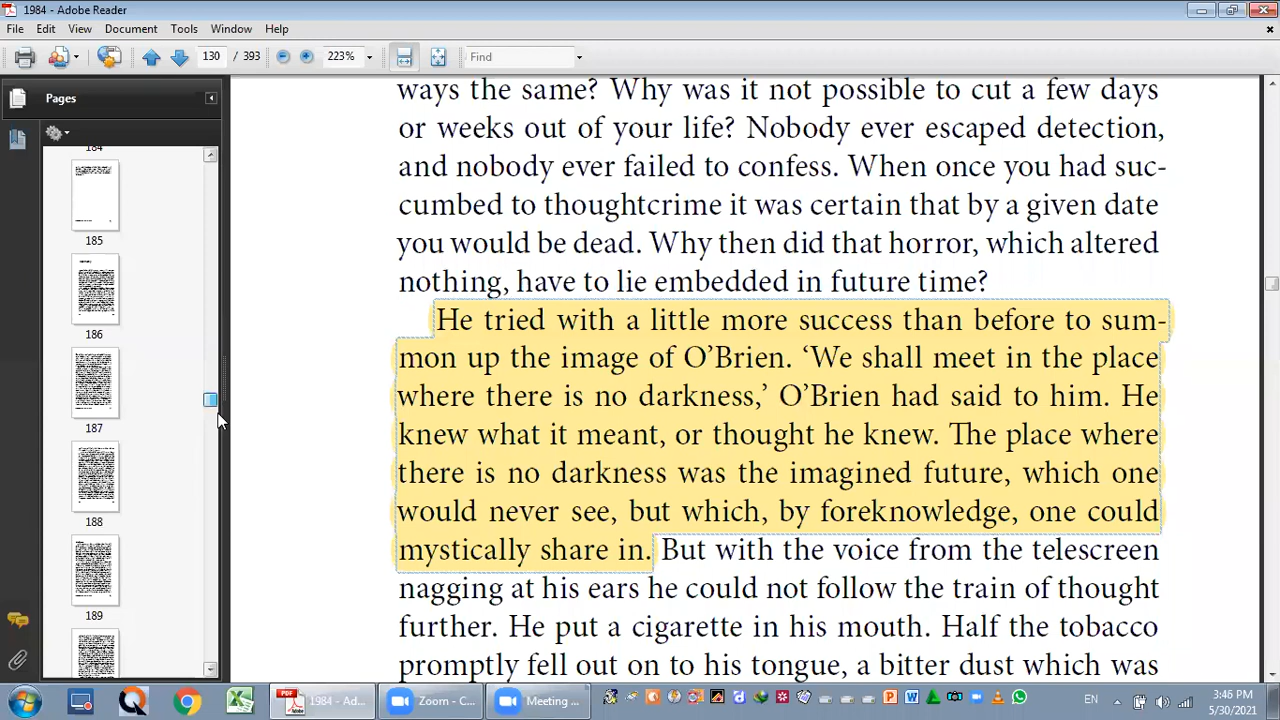 1984 - Adobe Reader
File Edit View Document Tools Window Help
130 / 393 223% Find
Pages
184
185
186
187
188
189
ways the same? Why was it not possible to cut a few days
or weeks out of your life? Nobody ever escaped detection,
and nobody ever failed to confess. When once you had suc-
cumbed to thoughtcrime it was certain that by a given date
you would be dead. Why then did that horror, which altered
nothing, have to lie embedded in future time?
He tried with a little more success than before to sum-
mon up the image of O’Brien. ‘We shall meet in the place
where there is no darkness,’ O’Brien had said to him. He
knew what it meant, or thought he knew. The place where
there is no darkness was the imagined future, which one
would never see, but which, by foreknowledge, one could
mystically share in. But with the voice from the telescreen
nagging at his ears he could not follow the train of thought
further. He put a cigarette in his mouth. Half the tobacco
promptly fell out on to his tongue, a bitter dust which was
1984 - Ad... Zoom - C... Meeting ... EN 3:46 PM
5/30/2021